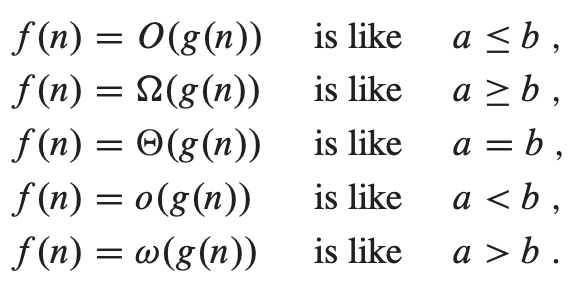 f(n) = O(g(n)) is like a ≤ b ,
f(n) = Ω(g(n)) is like a ≥ b ,
f(n) = Θ(g(n)) is like a = b ,
f(n) = o(g(n)) is like a < b ,
f(n) = ω(g(n)) is like a > b .